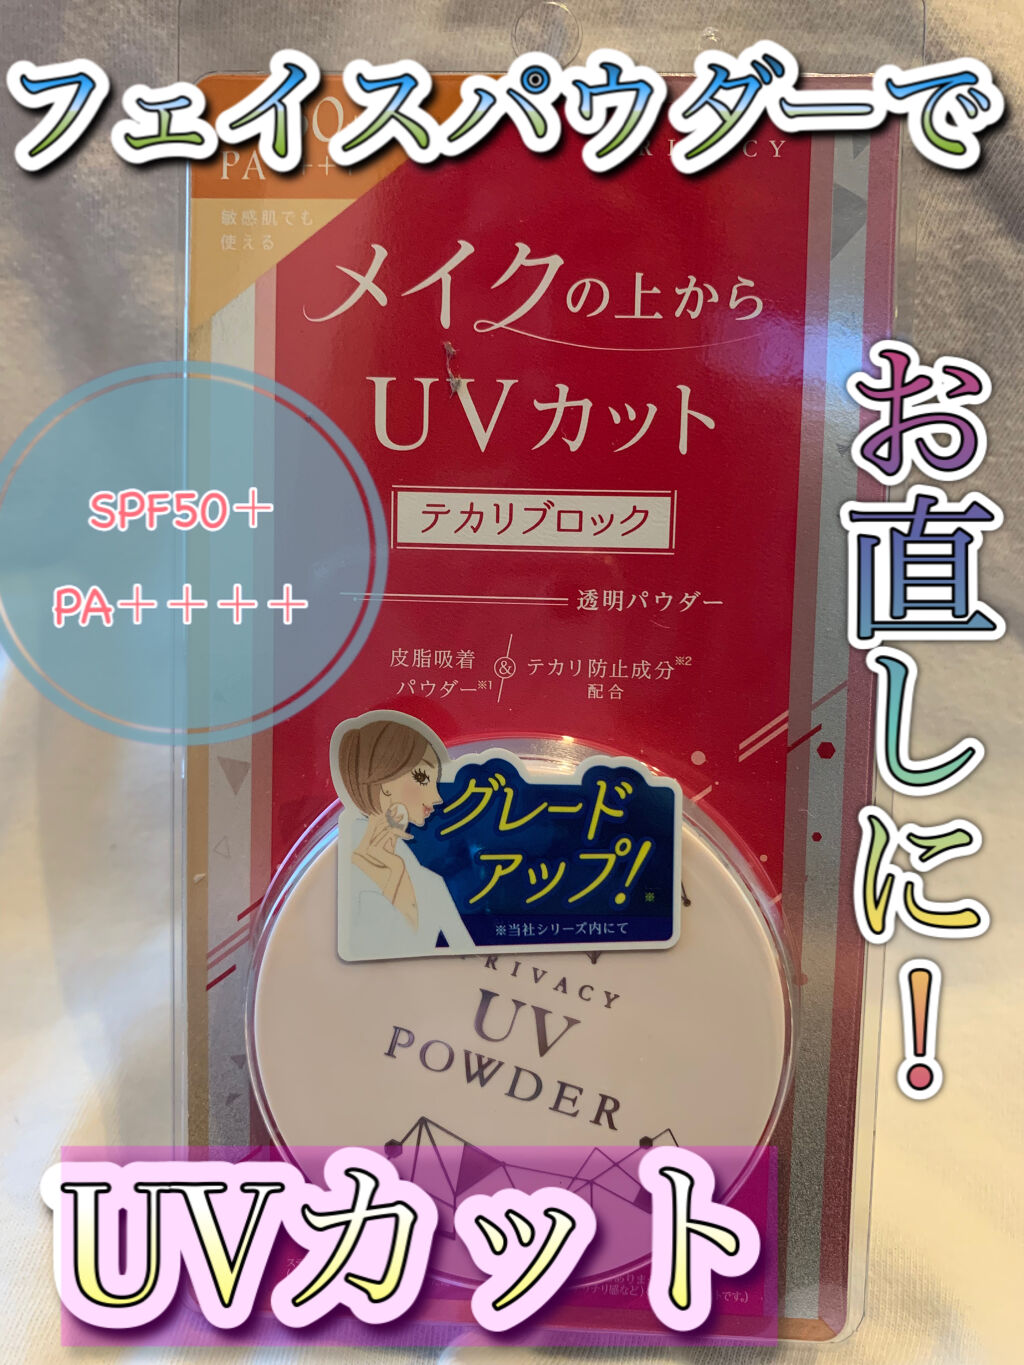 フェイスパウダーで
PRIVACY
PA++++
敏感肌でも
使える
メイクの上から
UVカット
テカリブロック
透明パウダー
皮脂吸着
パウダー※1
&
テカリ防止成分※2
配合
SPF50＋
PA＋＋＋＋
お直しに！
グレード
アップ!※
※当社シリーズ内にて
PRIVACY
UV
POWDER
UVカット